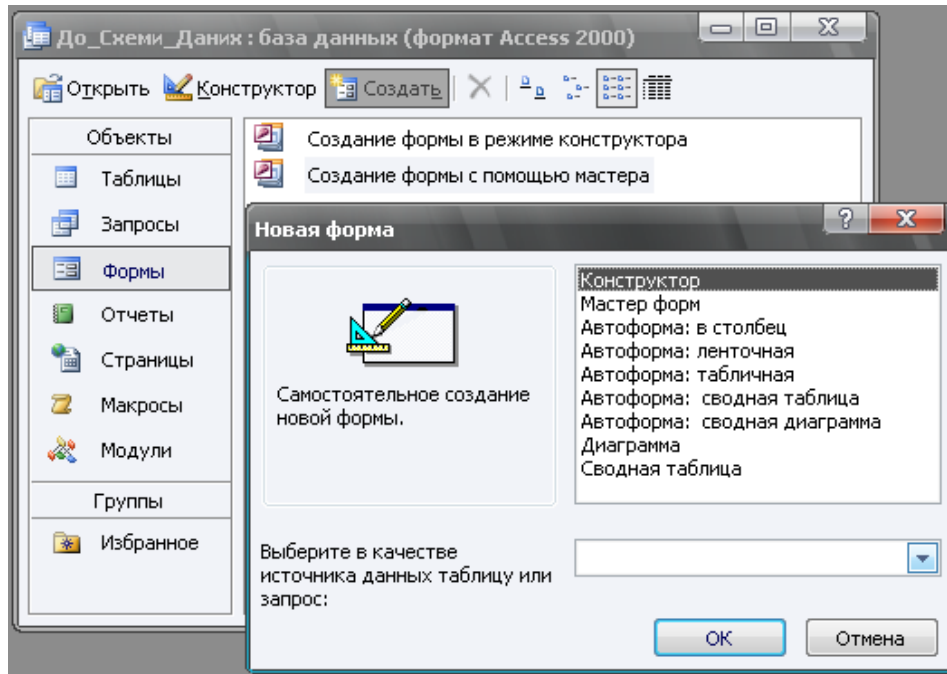 До_Схеми_Даних : база данных (формат Access 2000)
Открыть Конструктор Создать
Объекты
Таблицы
Запросы
Формы
Отчеты
Страницы
Макросы
Модули
Группы
Избранное
Создание формы в режиме конструктора
Создание формы с помощью мастера
Новая форма
?
Самостоятельное создание
новой формы.
Конструктор
Мастер форм
Автоформа: в столбец
Автоформа: ленточная
Автоформа: табличная
Автоформа: сводная таблица
Автоформа: сводная диаграмма
Диаграмма
Сводная таблица
Выберите в качестве
источника данных таблицу или
запрос:
ОК Отмена